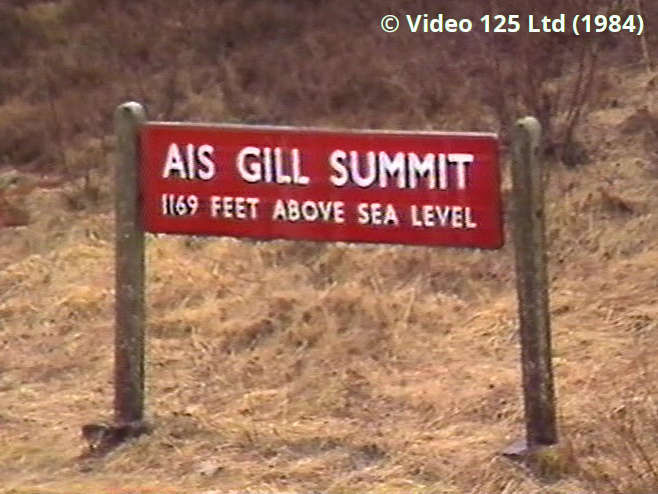 © Video 125 Ltd (1984)
AIS GILL SUMMIT
1169 FEET ABOVE SEA LEVEL